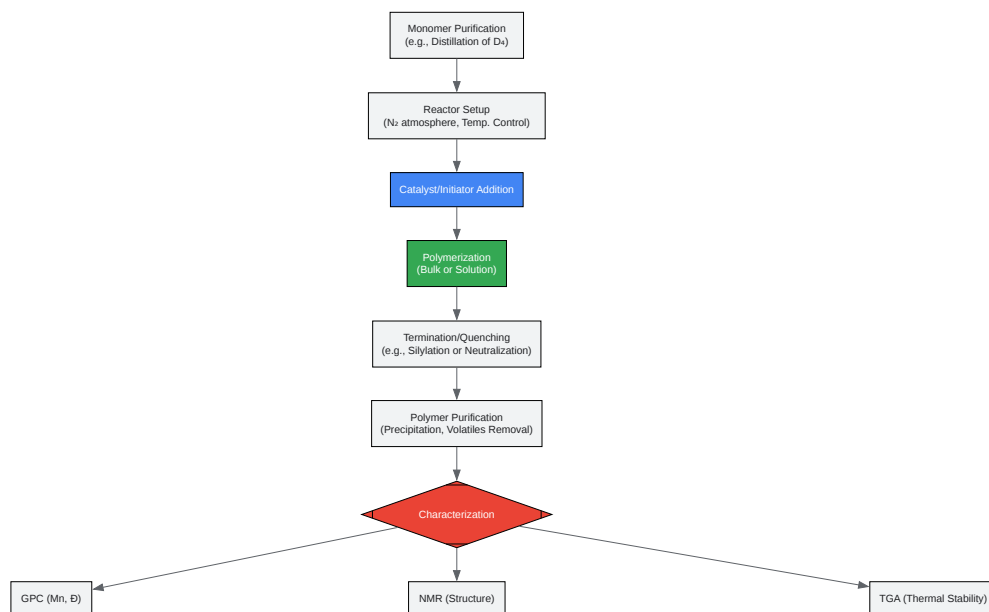 Monomer Purification
(e.g., Distillation of D₄)
Reactor Setup
(N₂ atmosphere, Temp. Control)
Catalyst/Initiator Addition
Polymerization
(Bulk or Solution)
Termination/Quenching
(e.g., Silylation or Neutralization)
Polymer Purification
(Precipitation, Volatiles Removal)
Characterization
GPC (Mn, Đ)
NMR (Structure)
TGA (Thermal Stability)